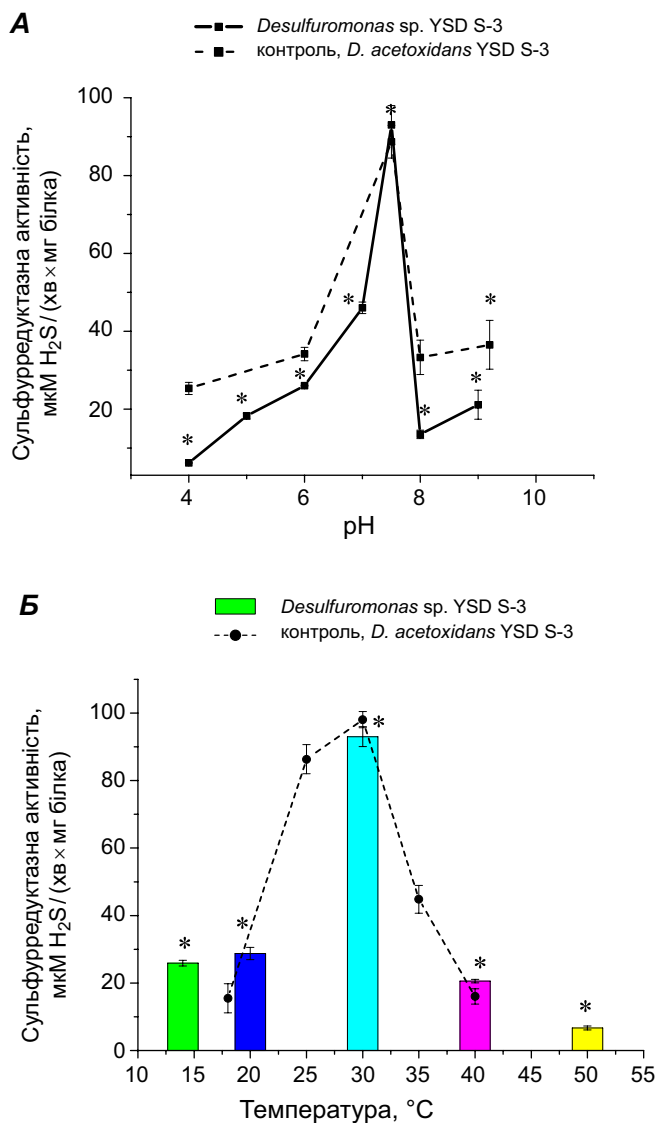 А
Desulfuromonas sp. YSD S-3
контроль, D. acetoxidans YSD S-3
Сульфурредуктазна активність,
мкМ H₂S/(хв×мг білка)
100
80
60
40
20
*
*
*
*
*
*
*
*
4 6 8 10
pH
Б
Desulfuromonas sp. YSD S-3
контроль, D. acetoxidans YSD S-3
Сульфурредуктазна активність,
мкМ H₂S/(хв×мг білка)
100
80
60
40
20
0
*
*
*
*
*
10 15 20 25 30 35 40 45 50 55
Температура, °C